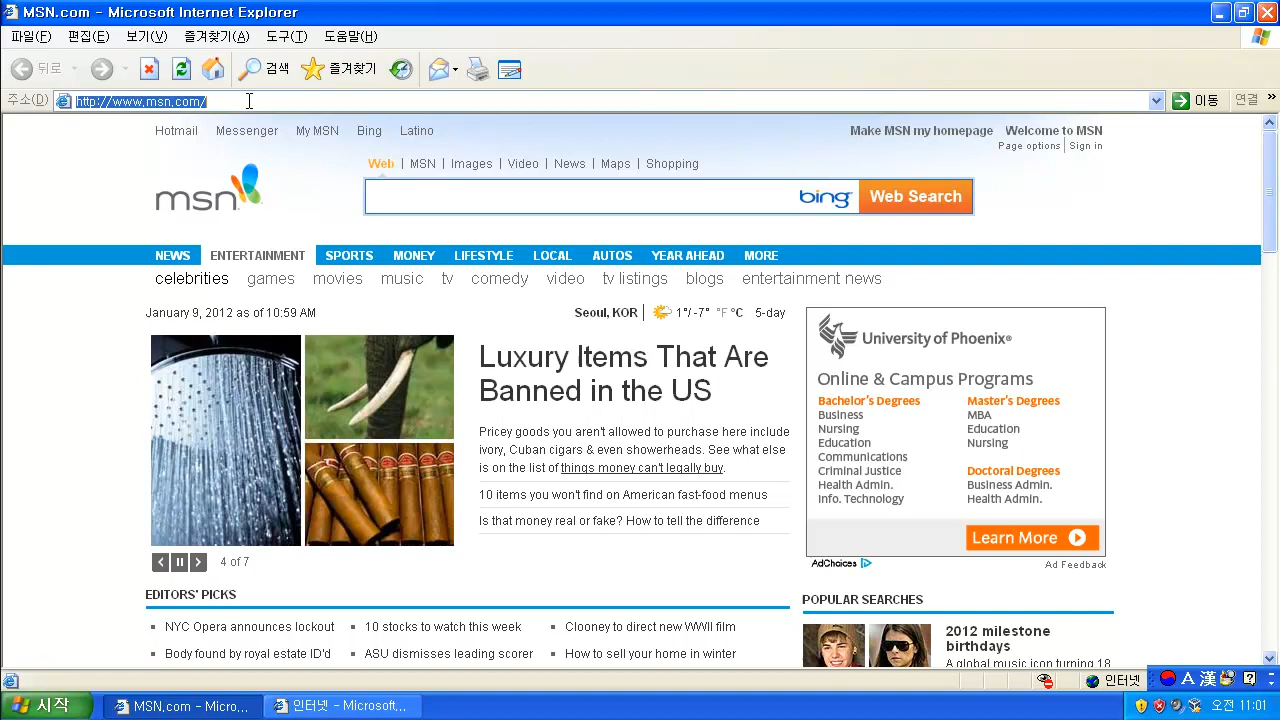 MSN.com - Microsoft Internet Explorer
파일(F) 편집(E) 보기(V) 즐겨찾기(A) 도구(T) 도움말(H)
뒤로 검색 즐겨찾기
주소(D) http://www.msn.com/ 이동 연결 »
Hotmail Messenger My MSN Bing Latino
Make MSN my homepage Welcome to MSN
Page options Sign in
Web | MSN | Images | Video | News | Maps | Shopping
msn
bing Web Search
NEWS ENTERTAINMENT SPORTS MONEY LIFESTYLE LOCAL AUTOS YEAR AHEAD MORE
celebrities games movies music tv comedy video tv listings blogs entertainment news
January 9, 2012 as of 10:59 AM
Seoul, KOR 1°/-7° °F °C 5-day
Luxury Items That Are
Banned in the US
Pricey goods you aren't allowed to purchase here include
ivory, Cuban cigars & even showerheads. See what else
is on the list of things money can't legally buy.
10 items you won't find on American fast-food menus
Is that money real or fake? How to tell the difference
4 of 7
University of Phoenix®
Online & Campus Programs
Bachelor's Degrees
Business
Nursing
Education
Communications
Criminal Justice
Health Admin.
Info. Technology
Master's Degrees
MBA
Education
Nursing
Doctoral Degrees
Business Admin.
Health Admin.
Learn More
AdChoices
Ad Feedback
EDITORS' PICKS
NYC Opera announces lockout
10 stocks to watch this week
Clooney to direct new WWII film
Body found by royal estate ID'd
ASU dismisses leading scorer
How to sell your home in winter
POPULAR SEARCHES
2012 milestone
birthdays
A global music icon turning 18
인터넷
A 漢
시작 MSN.com - Micro... 인터넷 - Microsoft,... 오전 11:01